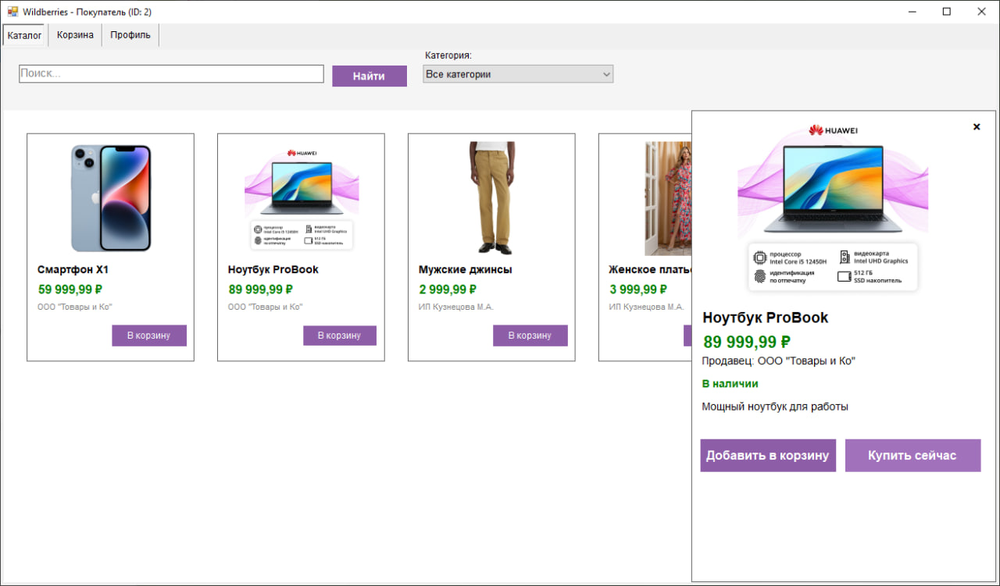 Wildberries - Покупатель (ID: 2)
Каталог Корзина Профиль
Категория:
Поиск...
Найти
Все категории
Смартфон X1
59 999,99 ₽
ООО "Товары и Ко"
В корзину
HUAWEI
процессор
Intel Core i5 12450H
видеокарта
Intel UHD Graphics
идентификация
по отпечатку
512 ГБ
SSD накопитель
Ноутбук ProBook
89 999,99 ₽
ООО "Товары и Ко"
В корзину
Мужские джинсы
2 999,99 ₽
ИП Кузнецова М.А.
В корзину
Женское плать
3 999,99 ₽
ИП Кузнецова М.А.
×
HUAWEI
процессор
Intel Core i5 12450H
видеокарта
Intel UHD Graphics
идентификация
по отпечатку
512 ГБ
SSD накопитель
Ноутбук ProBook
89 999,99 ₽
Продавец: ООО "Товары и Ко"
В наличии
Мощный ноутбук для работы
Добавить в корзину
Купить сейчас